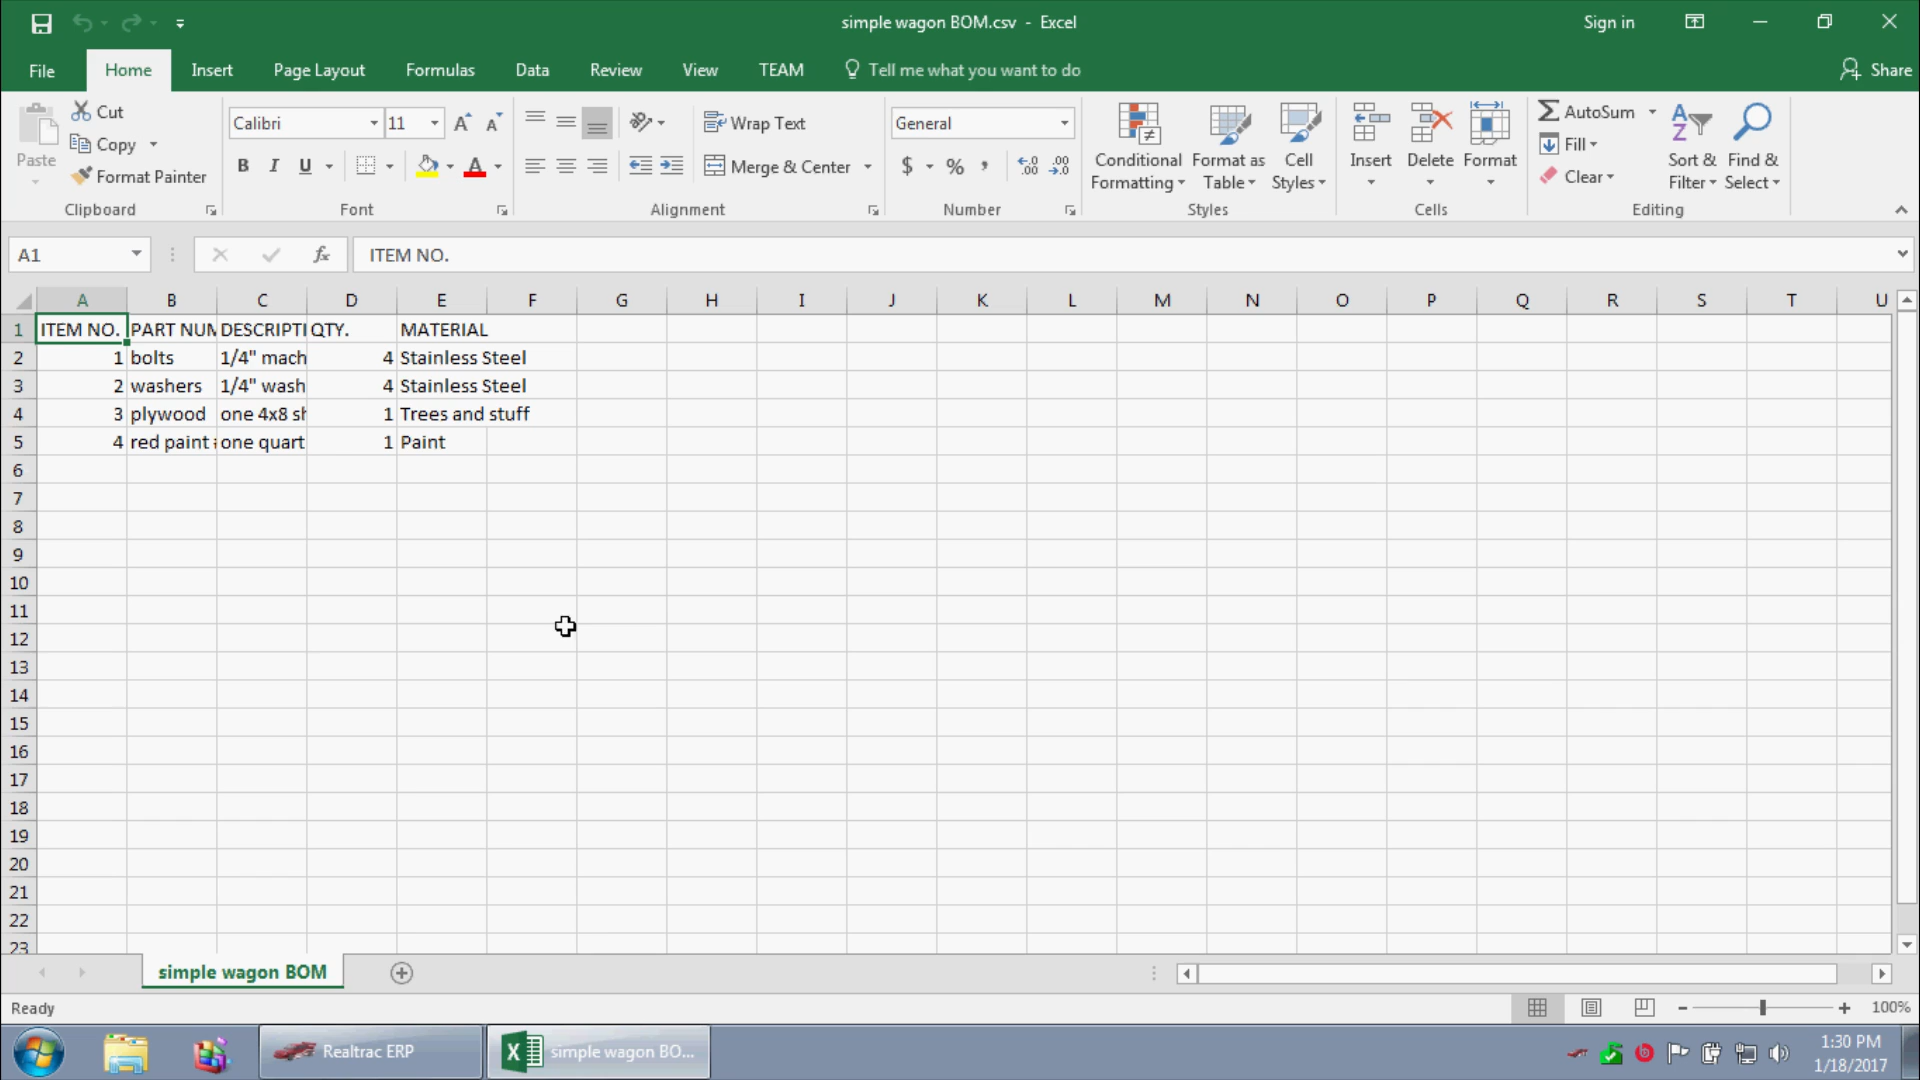 simple wagon BOM.csv - Excel
Sign in
File Home Insert Page Layout Formulas Data Review View TEAM Tell me what you want to do Share
Paste
Cut
Copy
Format Painter
Clipboard
Calibri 11
B I U A
Font
Wrap Text
Merge & Center
Alignment
General
$ % ,
Number
Conditional Formatting
Format as Table
Cell Styles
Styles
Insert Delete Format
Cells
AutoSum
Fill
Clear
Sort & Filter
Find & Select
Editing
A1 fx ITEM NO.
A B C D E F G H I J K L M N O P Q R S T U
1 ITEM NO. PART NUM DESCRIPTI QTY. MATERIAL
2 1 bolts 1/4" mach 4 Stainless Steel
3 2 washers 1/4" wash 4 Stainless Steel
4 3 plywood one 4x8 sh 1 Trees and stuff
5 4 red paint one quart 1 Paint
6
7
8
9
10
11
12
13
14
15
16
17
18
19
20
21
22
23
simple wagon BOM
Ready
100%
Realtrac ERP
simple wagon BO...
1:30 PM
1/18/2017